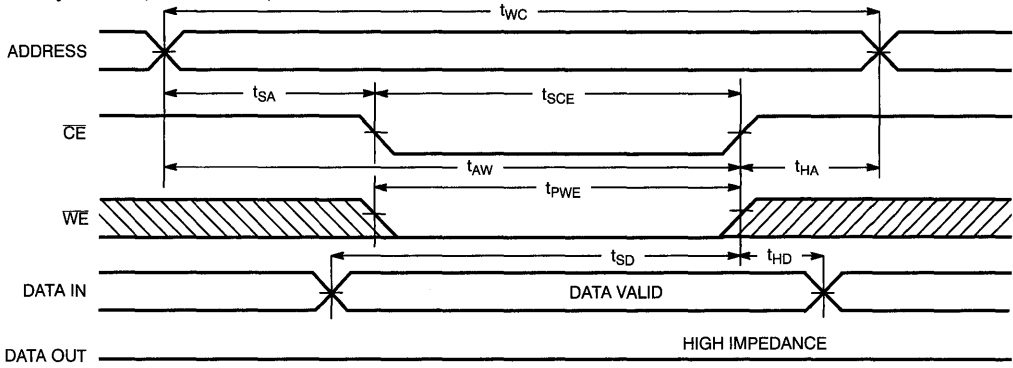 tWC
ADDRESS
tSA
tSCE
CE
tAW
tHA
tPWE
WE
tSD
tHD
DATA IN
DATA VALID
HIGH IMPEDANCE
DATA OUT